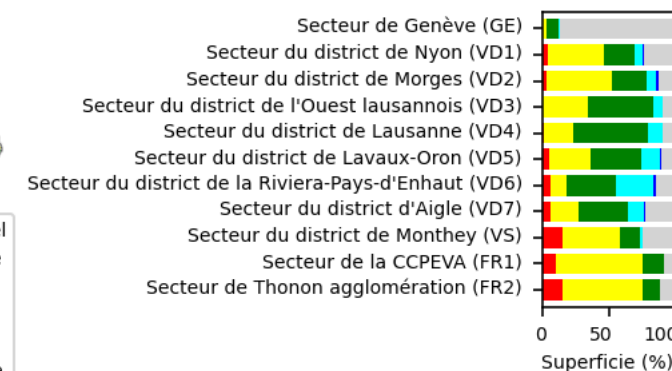 Secteur de Genève (GE)
Secteur du district de Nyon (VD1)
Secteur du district de Morges (VD2)
Secteur du district de l'Ouest lausannois (VD3)
Secteur du district de Lausanne (VD4)
Secteur du district de Lavaux-Oron (VD5)
Secteur du district de la Riviera-Pays-d'Enhaut (VD6)
Secteur du district d'Aigle (VD7)
Secteur du district de Monthey (VS)
Secteur de la CCPEVA (FR1)
Secteur de Thonon agglomération (FR2)
0 50 100
Superficie (%)